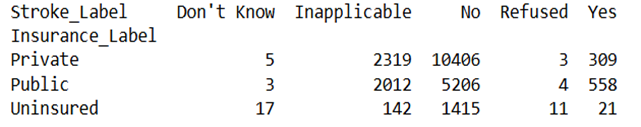 Stroke_Label Don't Know Inapplicable No Refused Yes
Insurance_Label
Private 5 2319 10406 3 309
Public 3 2012 5206 4 558
Uninsured 17 142 1415 11 21